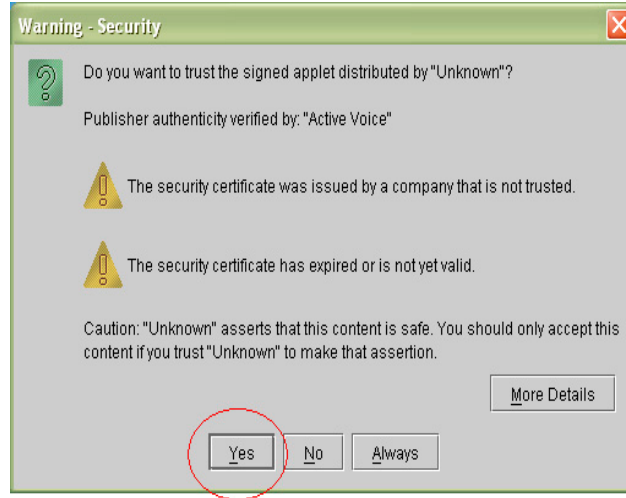 Warning - Security
Do you want to trust the signed applet distributed by "Unknown"?
Publisher authenticity verified by: "Active Voice"
The security certificate was issued by a company that is not trusted.
The security certificate has expired or is not yet valid.
Caution: "Unknown" asserts that this content is safe. You should only accept this
content if you trust "Unknown" to make that assertion.
More Details
Yes No Always